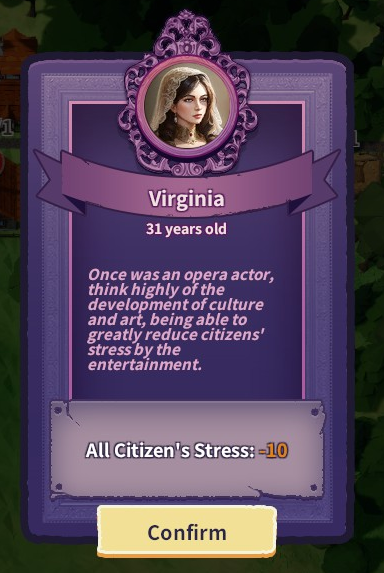 Virginia
31 years old
Once was an opera actor,
think highly of the
development of culture
and art, being able to
greatly reduce citizens'
stress by the
entertainment.
All Citizen's Stress: -10
Confirm